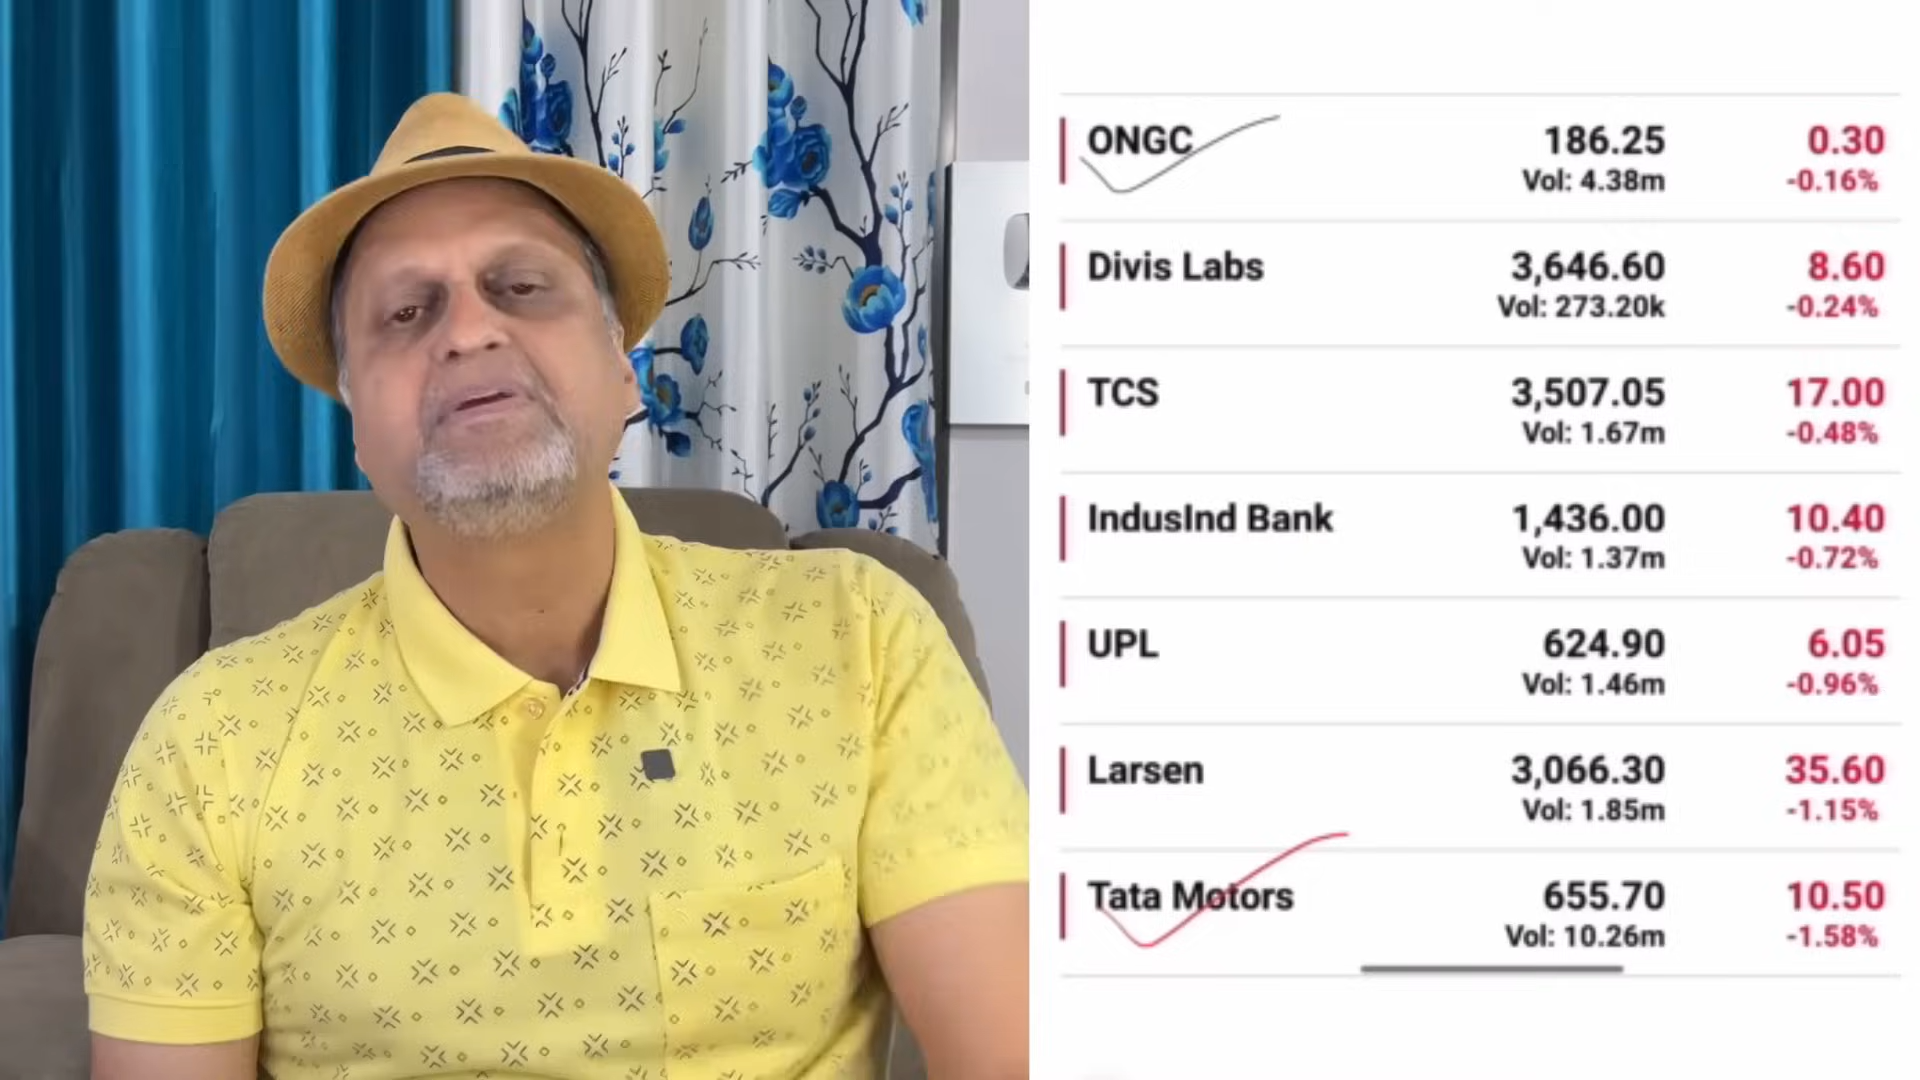 ONGC 186.25 0.30
Vol: 4.38m -0.16%
Divis Labs 3,646.60 8.60
Vol: 273.20k -0.24%
TCS 3,507.05 17.00
Vol: 1.67m -0.48%
IndusInd Bank 1,436.00 10.40
Vol: 1.37m -0.72%
UPL 624.90 6.05
Vol: 1.46m -0.96%
Larsen 3,066.30 35.60
Vol: 1.85m -1.15%
Tata Motors 655.70 10.50
Vol: 10.26m -1.58%